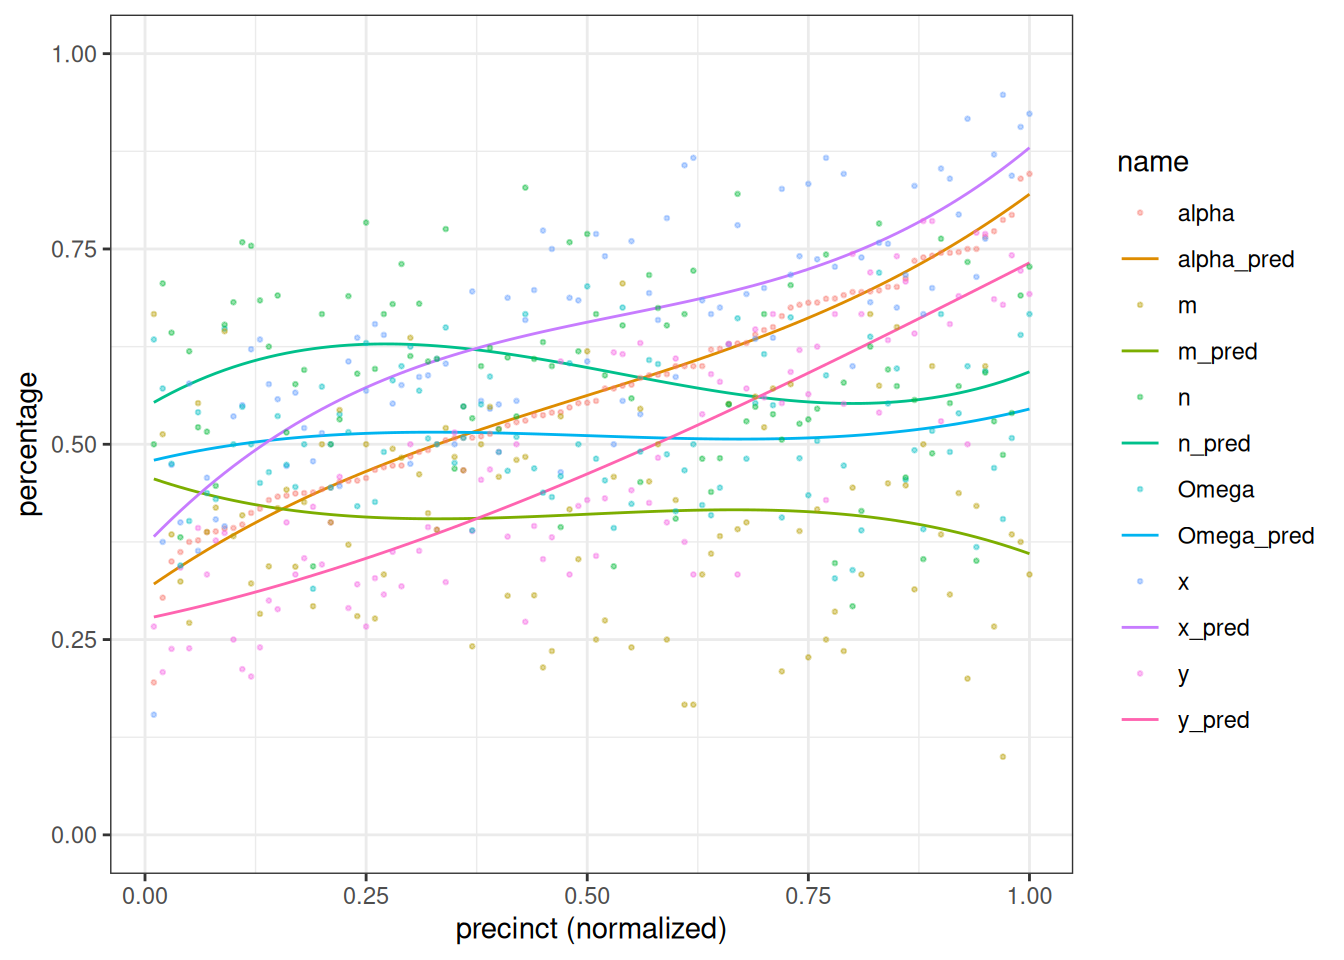 1.00
0.75
0.50
0.25
0.00
percentage
0.00 0.25 0.50 0.75 1.00
precinct (normalized)
name
alpha
alpha_pred
m
m_pred
n
n_pred
Omega
Omega_pred
x
x_pred
y
y_pred